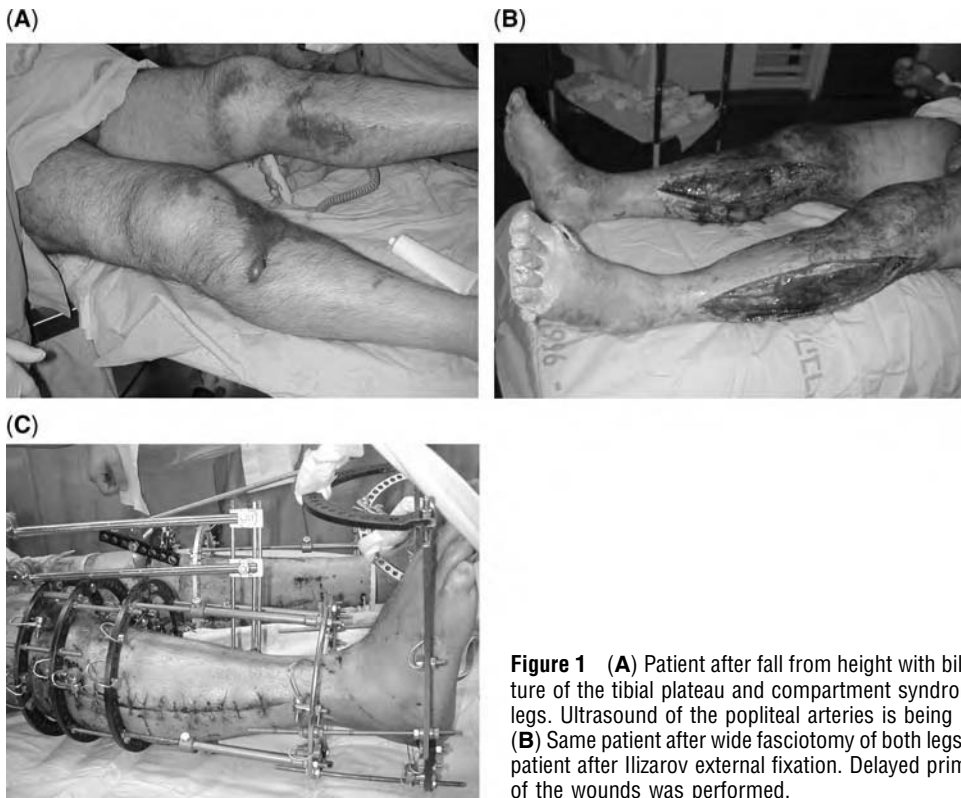 (A)
(B)
(C)
Figure 1 (A) Patient after fall from height with bil
ture of the tibial plateau and compartment syndro
legs. Ultrasound of the popliteal arteries is being
(B) Same patient after wide fasciotomy of both legs
patient after Ilizarov external fixation. Delayed prim
of the wounds was performed.